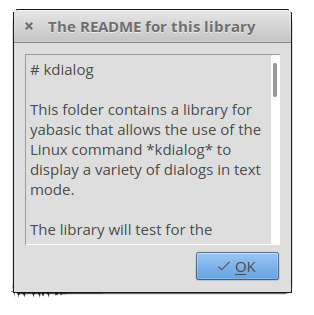 The README for this library
# kdialog
This folder contains a library for
yabasic that allows the use of the
Linux command *kdialog* to
display a variety of dialogs in text
mode.
The library will test for the
OK